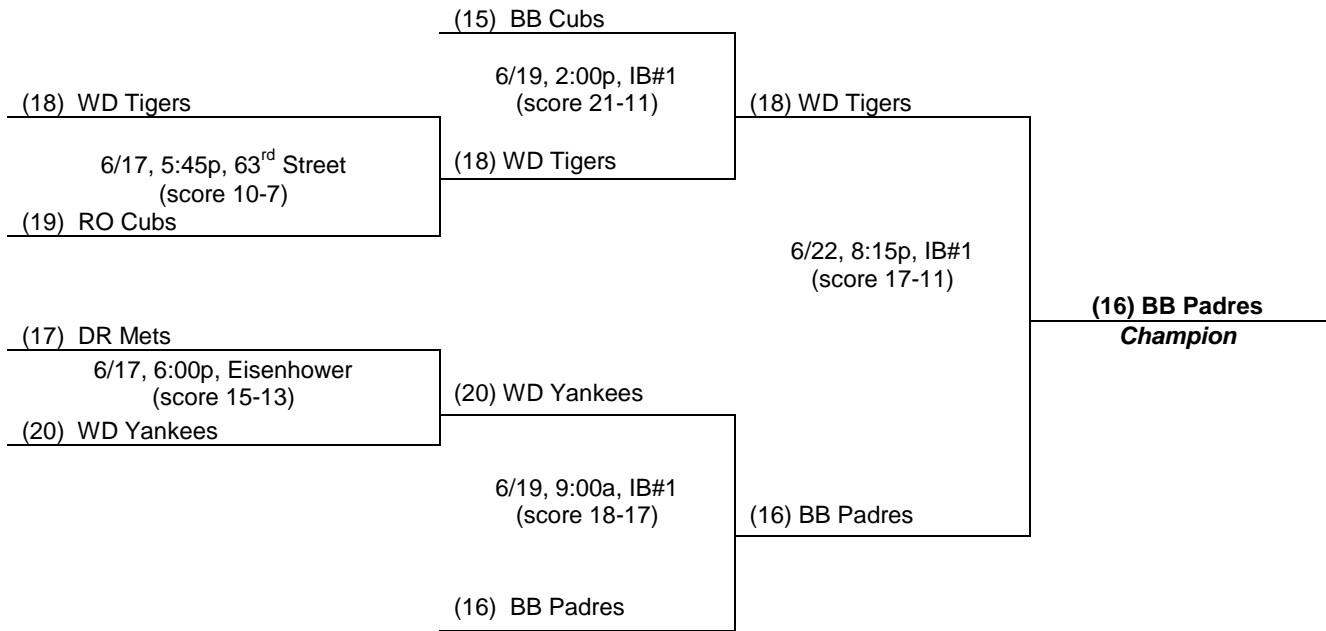 (15) BB Cubs
6/19, 2:00p, IB#1
(score 21-11)
(18) WD Tigers
(18) WD Tigers
6/17, 5:45p, 63rd Street
(score 10-7)
(18) WD Tigers
(19) RO Cubs
6/22, 8:15p, IB#1
(score 17-11)
(16) BB Padres
Champion
(17) DR Mets
6/17, 6:00p, Eisenhower
(score 15-13)
(20) WD Yankees
(20) WD Yankees
6/19, 9:00a, IB#1
(score 18-17)
(16) BB Padres
(16) BB Padres